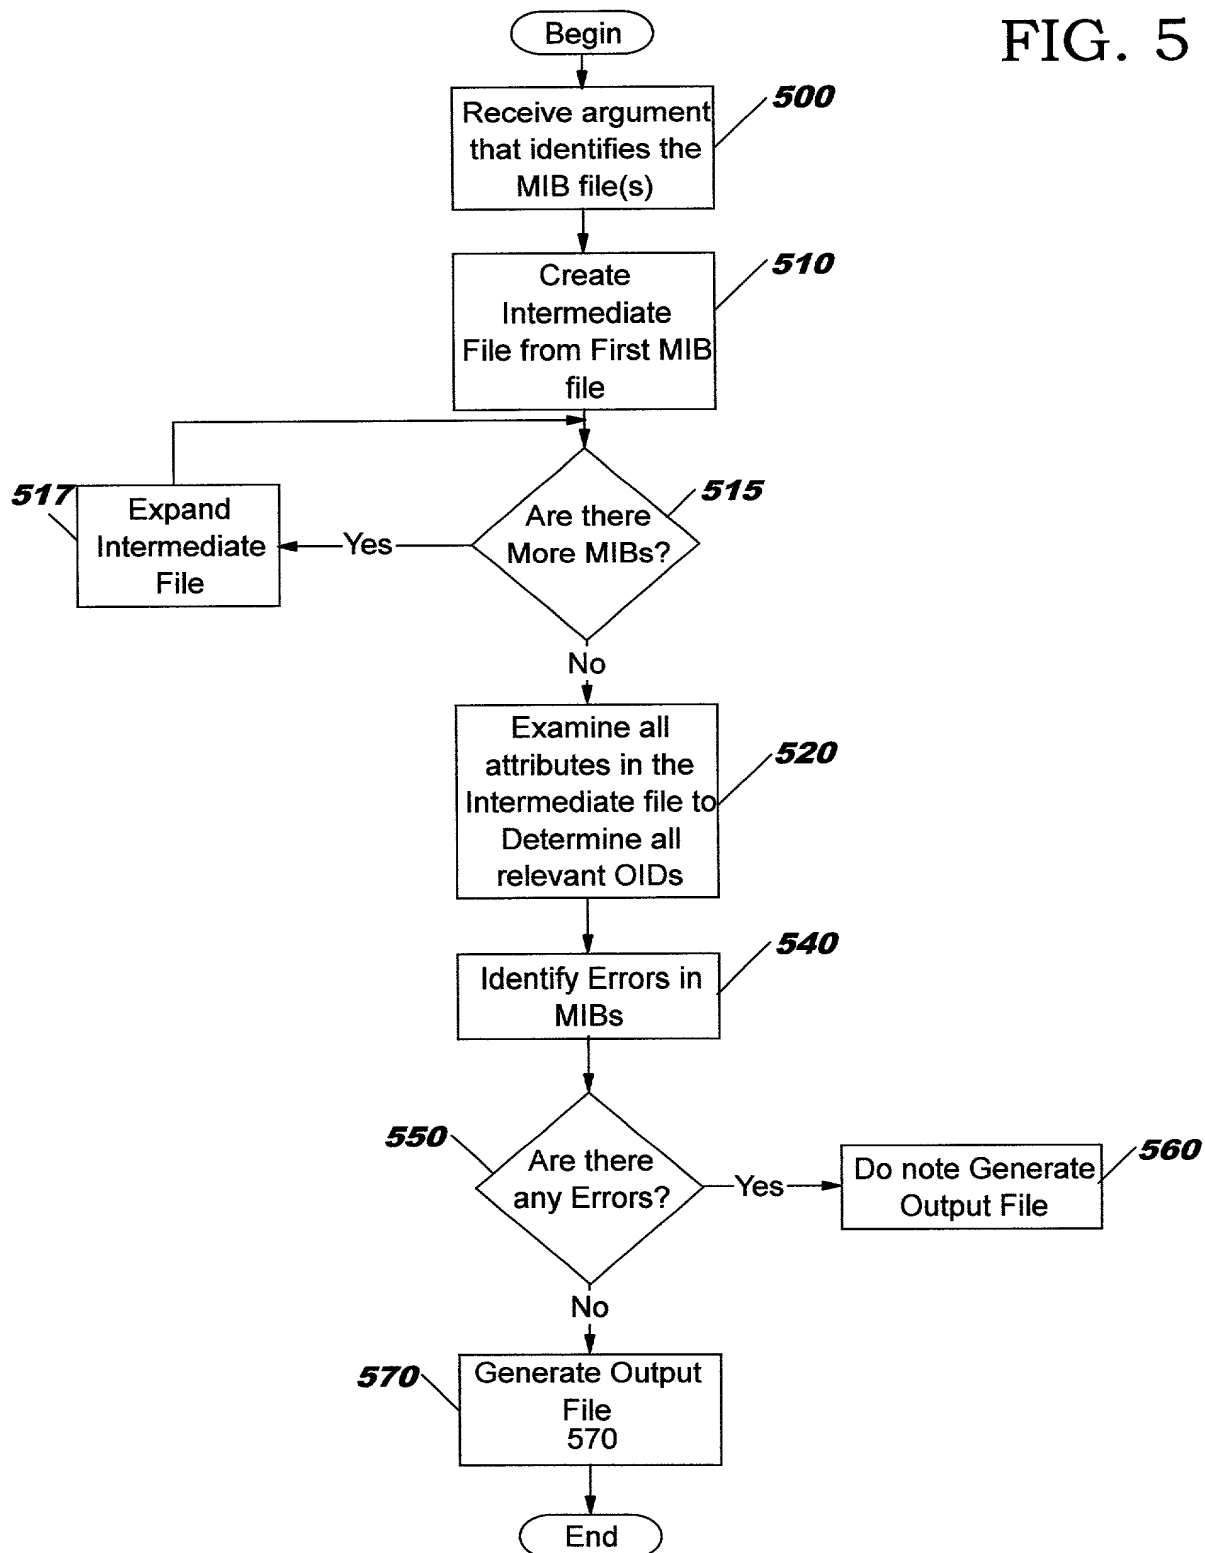 FIG. 5
Begin
500
Receive argument
that identifies the
MIB file(s)
510
Create
Intermediate
File from First MIB
file
515
Are there
More MIBs?
Yes
517
Expand
Intermediate
File
No
520
Examine all
attributes in the
Intermediate file to
Determine all
relevant OIDs
540
Identify Errors in
MIBs
550
Are there
any Errors?
Yes
560
Do note Generate
Output File
No
570
Generate Output
File
570
End